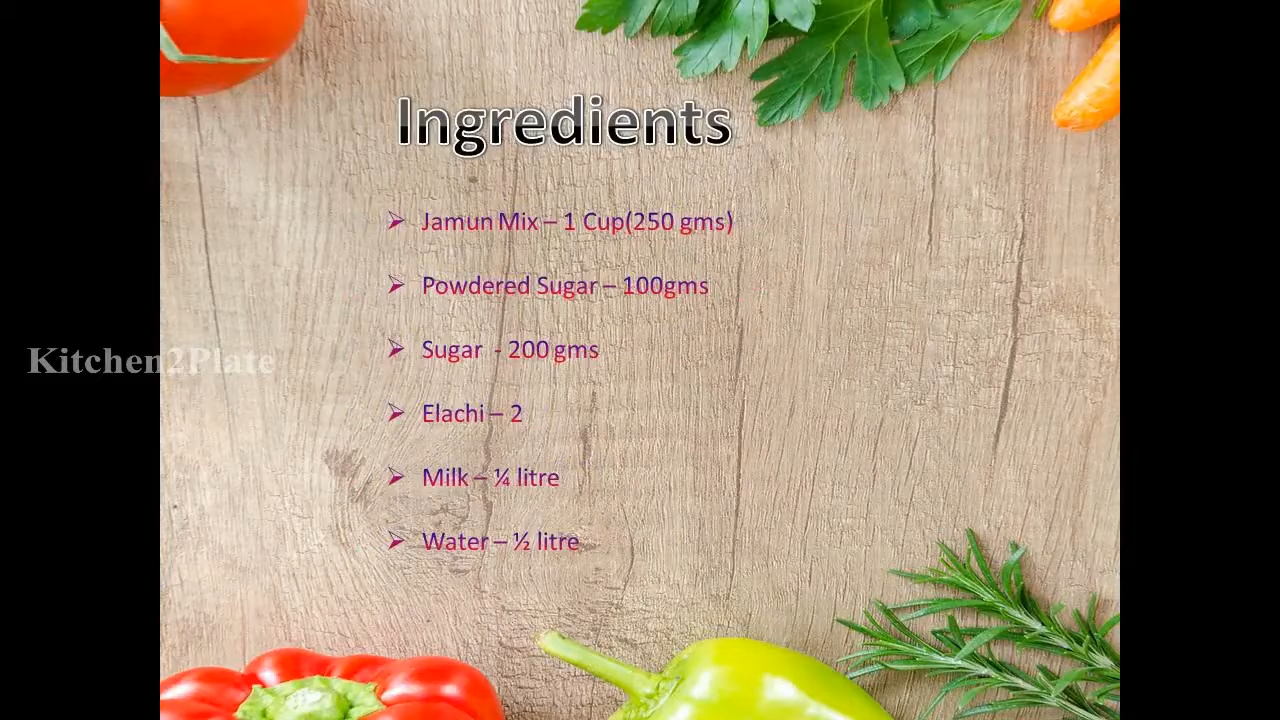 Ingredients
Jamun Mix – 1 Cup(250 gms)
Powdered Sugar – 100gms
Sugar - 200 gms
Kitchen2Plate
Elachi – 2
Milk – ¼ litre
Water – ½ litre